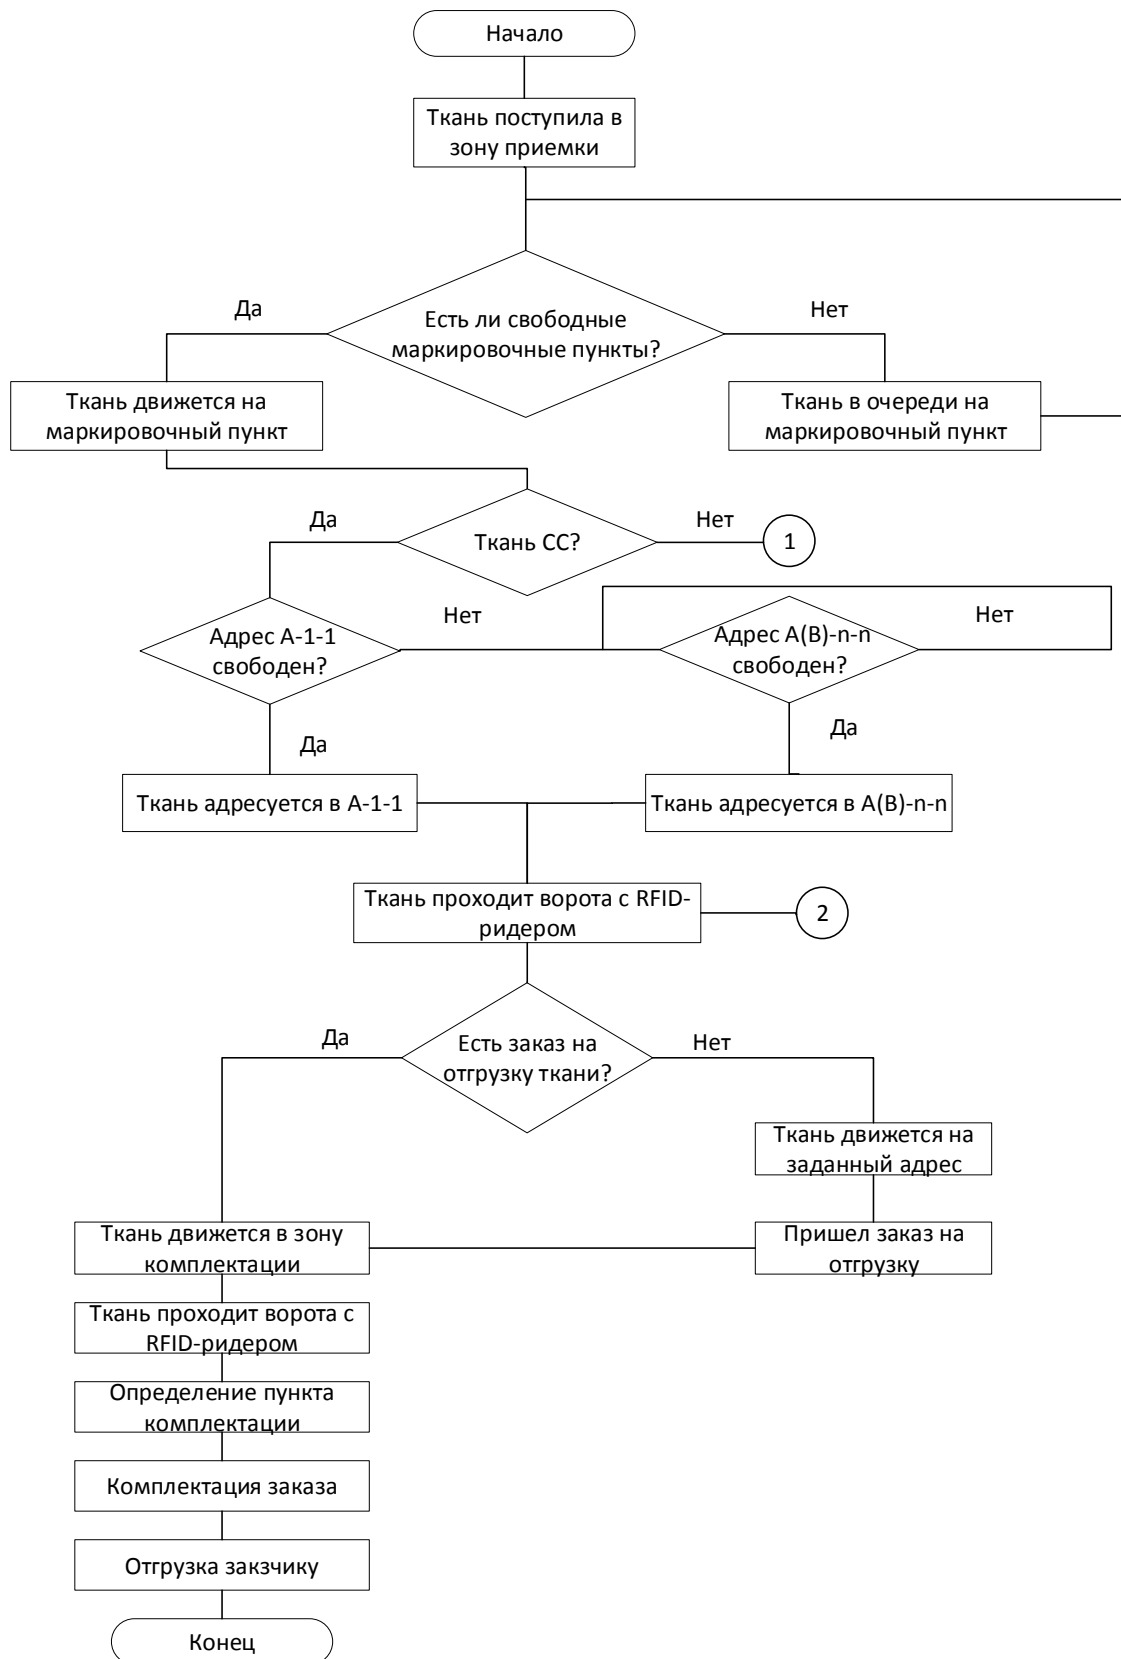 Начало
Ткань поступила в
зону приемки
Да
Есть ли свободные
маркировочные пункты?
Нет
Ткань движется на
маркировочный пункт
Ткань в очереди на
маркировочный пункт
Да
Ткань СС?
Нет
1
Адрес А-1-1
свободен?
Нет
Адрес А(В)-n-n
свободен?
Нет
Да
Да
Ткань адресуется в А-1-1
Ткань адресуется в А(В)-n-n
Ткань проходит ворота с RFID-
ридером
2
Да
Есть заказ на
отгрузку ткани?
Нет
Ткань движется на
заданный адрес
Ткань движется в зону
комплектации
Пришел заказ на
отгрузку
Ткань проходит ворота с
RFID-ридером
Определение пункта
комплектации
Комплектация заказа
Отгрузка закзчику
Конец